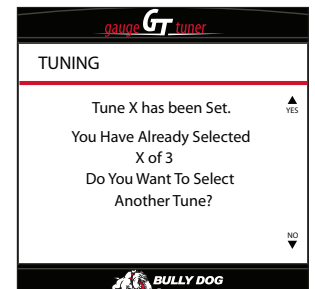 gauge GT tuner
TUNING
Tune X has been Set.
YES
You Have Already Selected
X of 3
Do You Want To Select
Another Tune?
NO
BULLY DOG